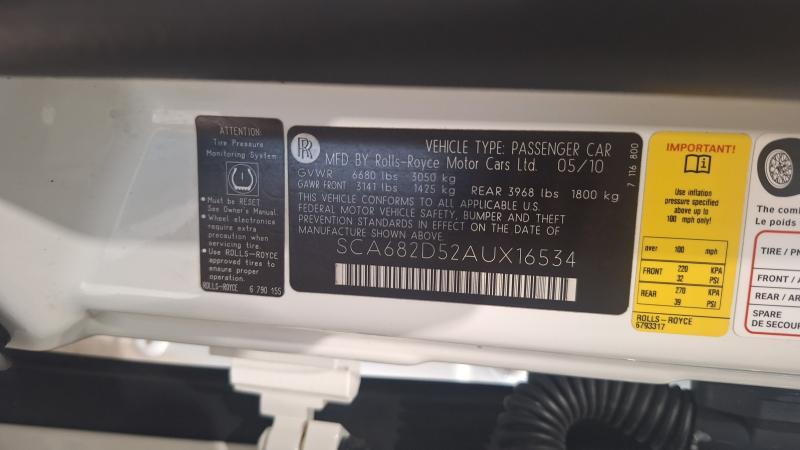 ATTENTION:
Tire Pressure
Monitoring System
• Must be RESET
See Owner's Manual.
• Wheel electronics
require extra
precaution when
servicing tire.
• Use ROLLS-ROYCE
approved tires to
ensure proper
operation.
ROLLS-ROYCE 6 790 155
RR
VEHICLE TYPE: PASSENGER CAR
MFD. BY Rolls-Royce Motor Cars Ltd. 05/10
GVWR 6680 lbs 3050 kg
GAWR FRONT 3141 lbs 1425 kg REAR 3968 lbs 1800 kg
THIS VEHICLE CONFORMS TO ALL APPLICABLE U.S.
FEDERAL MOTOR VEHICLE SAFETY, BUMPER AND THEFT
PREVENTION STANDARDS IN EFFECT ON THE DATE OF
MANUFACTURE SHOWN ABOVE.
SCA682D52AUX16534
7 116 800
IMPORTANT!
Use inflation
pressure specified
above up to
100 mph only!
over 100 mph
FRONT 220 KPA
32 PSI
REAR 270 KPA
39 PSI
ROLLS-ROYCE
6793317
The comb
Le poids
TIRE / PN
FRONT / A
REAR / AR
SPARE
DE SECOUR